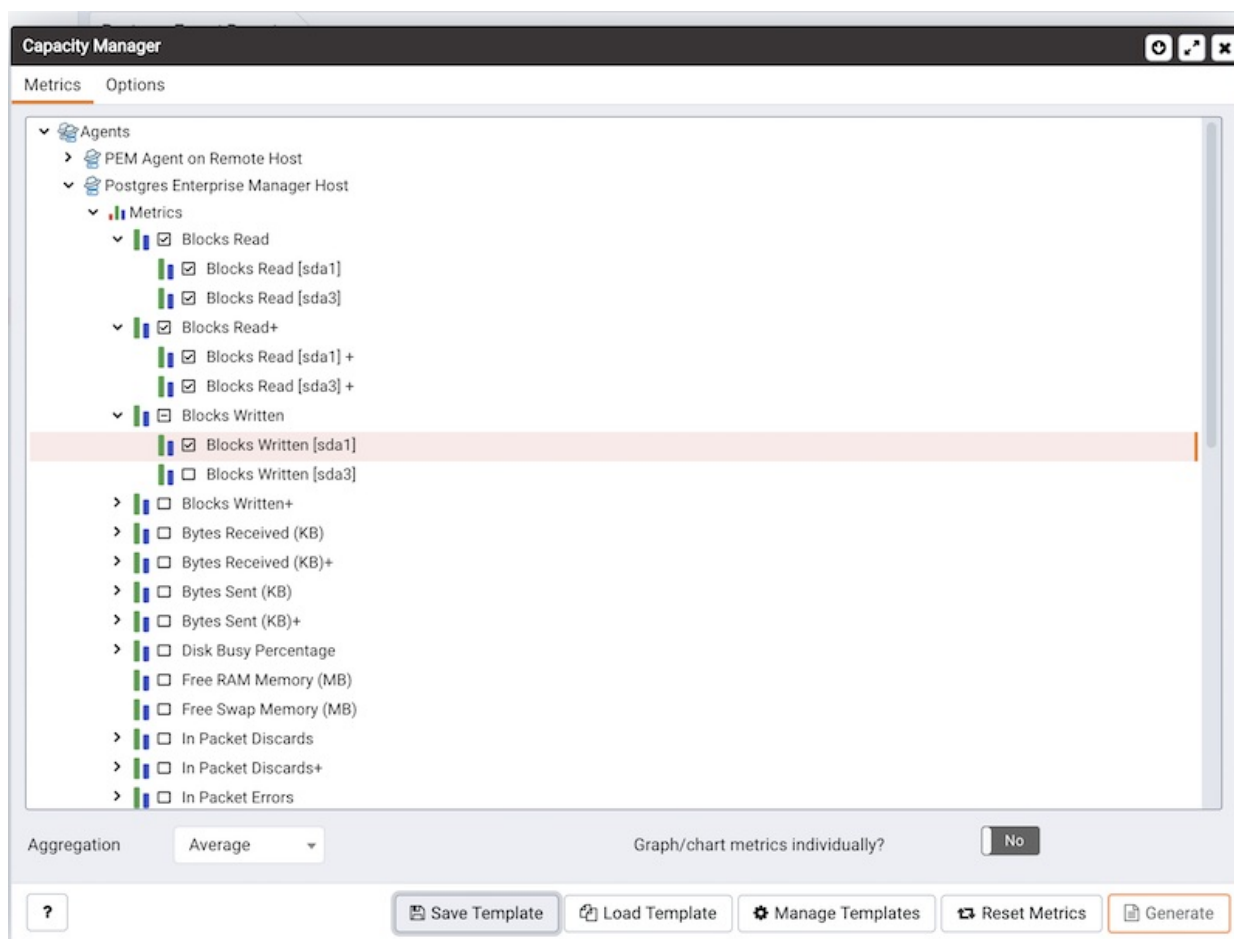 Capacity Manager
Metrics Options
Agents
PEM Agent on Remote Host
Postgres Enterprise Manager Host
Metrics
Blocks Read
Blocks Read [sda1]
Blocks Read [sda3]
Blocks Read+
Blocks Read [sda1] +
Blocks Read [sda3] +
Blocks Written
Blocks Written [sda1]
Blocks Written [sda3]
Blocks Written+
Bytes Received (KB)
Bytes Received (KB)+
Bytes Sent (KB)
Bytes Sent (KB)+
Disk Busy Percentage
Free RAM Memory (MB)
Free Swap Memory (MB)
In Packet Discards
In Packet Discards+
In Packet Errors
Aggregation Average Graph/chart metrics individually? No
? Save Template Load Template Manage Templates Reset Metrics Generate